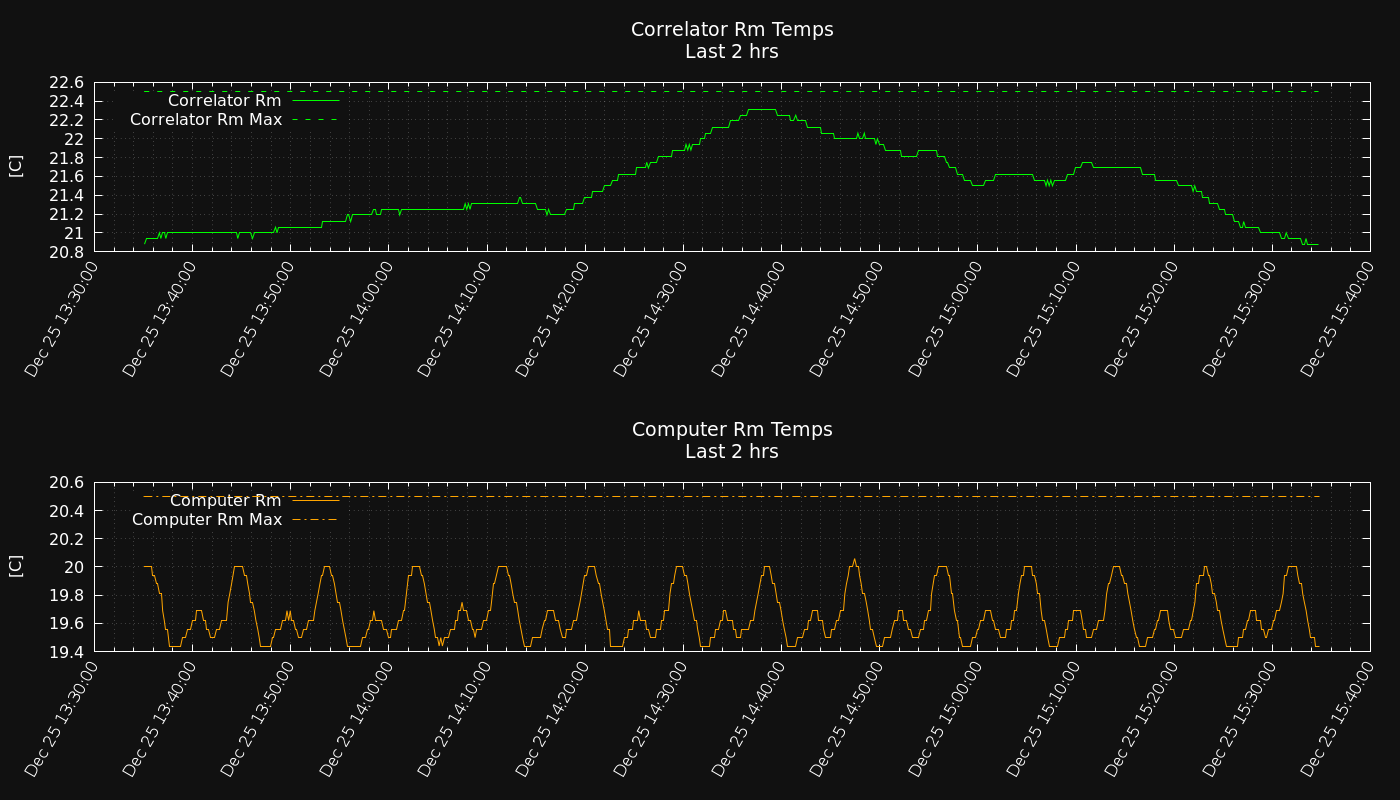 Correlator Rm Temps
Last 2 hrs
22.6
22.4
22.2
22
21.8
21.6
21.4
21.2
21
20.8
[C]
Correlator Rm
Correlator Rm Max
Dec 25 13:30:00
Dec 25 13:40:00
Dec 25 13:50:00
Dec 25 14:00:00
Dec 25 14:10:00
Dec 25 14:20:00
Dec 25 14:30:00
Dec 25 14:40:00
Dec 25 14:50:00
Dec 25 15:00:00
Dec 25 15:10:00
Dec 25 15:20:00
Dec 25 15:30:00
Dec 25 15:40:00
Computer Rm Temps
Last 2 hrs
20.6
20.4
20.2
20
19.8
19.6
19.4
[C]
Computer Rm
Computer Rm Max
Dec 25 13:30:00
Dec 25 13:40:00
Dec 25 13:50:00
Dec 25 14:00:00
Dec 25 14:10:00
Dec 25 14:20:00
Dec 25 14:30:00
Dec 25 14:40:00
Dec 25 14:50:00
Dec 25 15:00:00
Dec 25 15:10:00
Dec 25 15:20:00
Dec 25 15:30:00
Dec 25 15:40:00